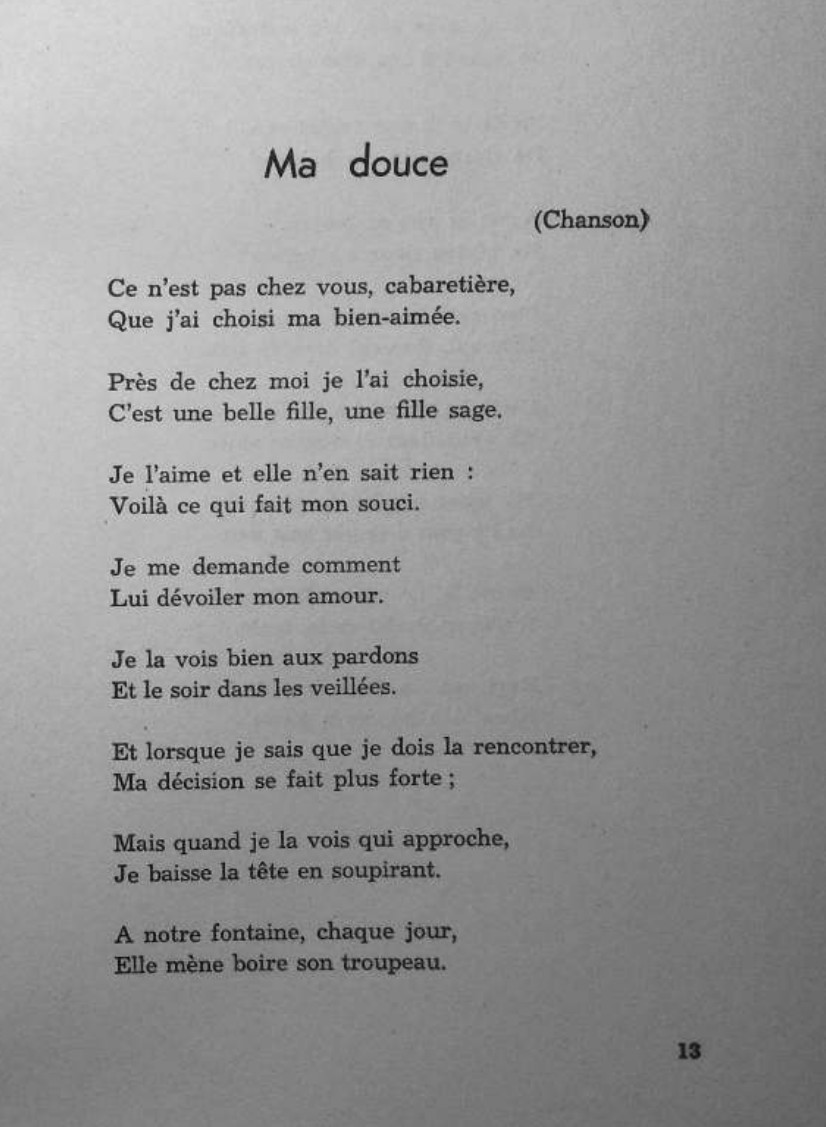 Ma douce
(Chanson)
Ce n'est pas chez vous, cabaretière,
Que j'ai choisi ma bien-aimée.
Près de chez moi je l'ai choisie,
C'est une belle fille, une fille sage.
Je l'aime et elle n'en sait rien :
Voilà ce qui fait mon souci.
Je me demande comment
Lui dévoiler mon amour.
Je la vois bien aux pardons
Et le soir dans les veillées.
Et lorsque je sais que je dois la rencontrer,
Ma décision se fait plus forte ;
Mais quand je la vois qui approche,
Je baisse la tête en soupirant.
A notre fontaine, chaque jour,
Elle mène boire son troupeau.
13